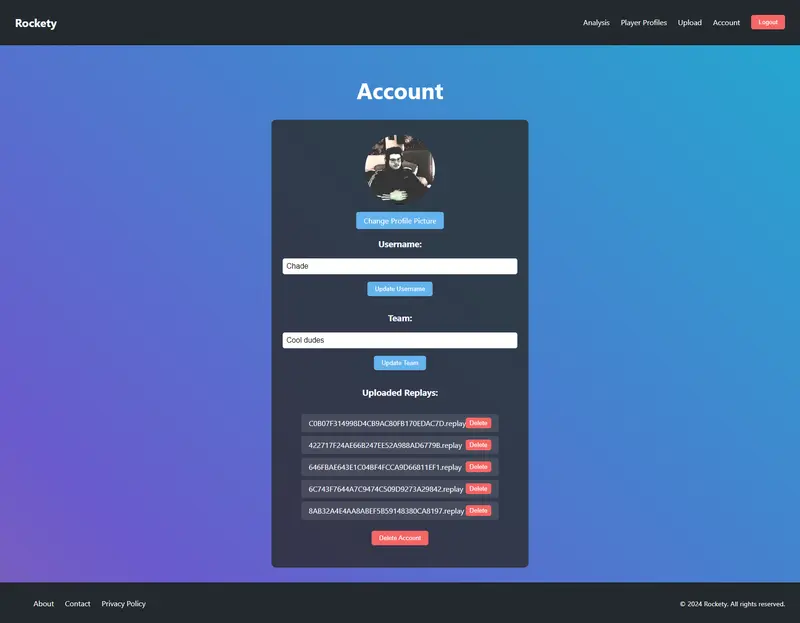 Rockety
Analysis Player Profiles Upload Account Logout
Account
Change Profile Picture
Username:
Chade
Update Username
Team:
Cool dudes
Update Team
Uploaded Replays:
C0B07F314998D4CB9AC80FB170EDAC7D.replay Delete
422717F24AE66B247EE52A988AD6779B.replay Delete
646FBAE643E1C04BF4FCCA9D66811EF1.replay Delete
6C743F7644A7C9474C509D9273A29842.replay Delete
8AB32A4E4AA8ABEF5B59148380CA8197.replay Delete
Delete Account
About Contact Privacy Policy © 2024 Rockety. All rights reserved.